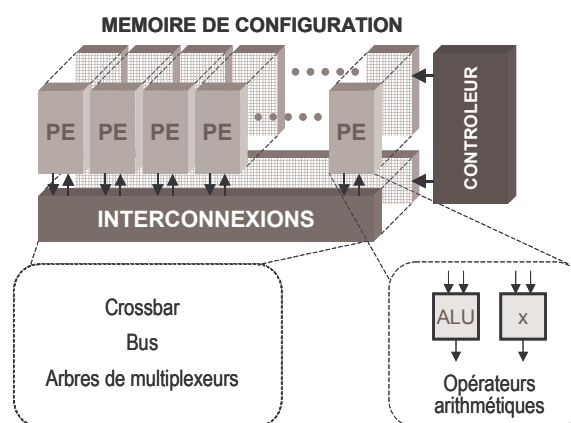 MEMOIRE DE CONFIGURATION
PE PE PE PE PE
CONTROLEUR
INTERCONNEXIONS
Crossbar
Bus
Arbres de multiplexeurs
ALU x
Opérateurs
arithmétiques